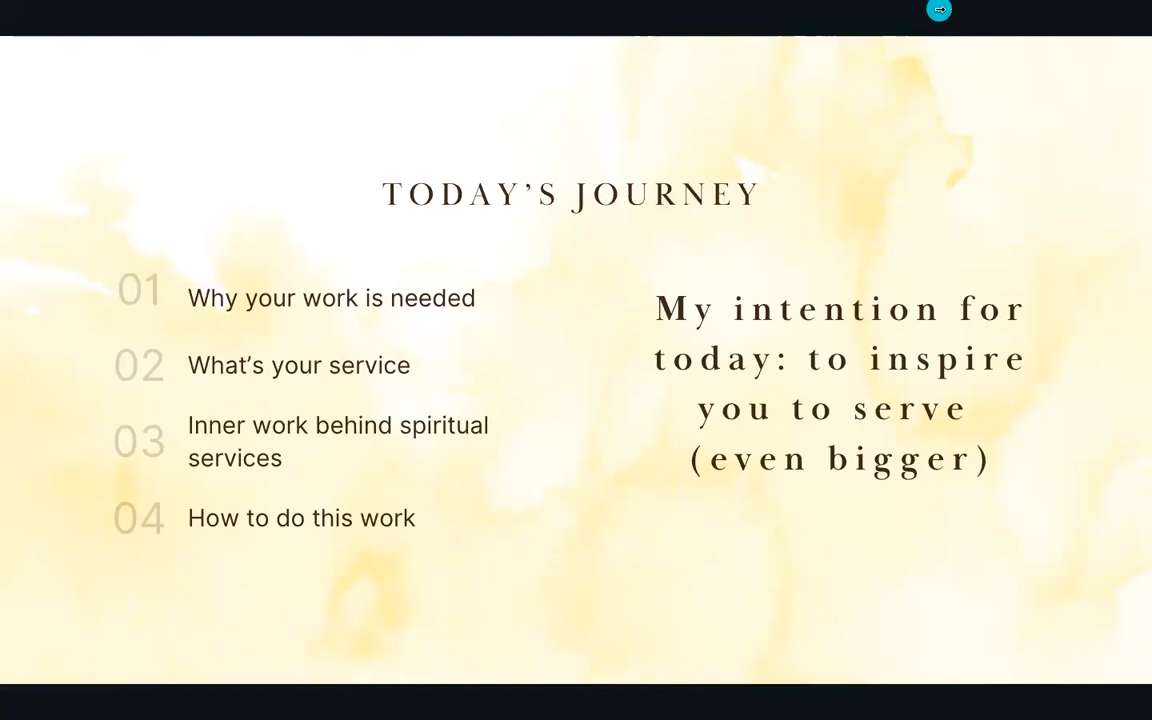 TODAY'S JOURNEY
01 Why your work is needed
02 What's your service
03 Inner work behind spiritual
services
04 How to do this work
My intention for
today: to inspire
you to serve
(even bigger)